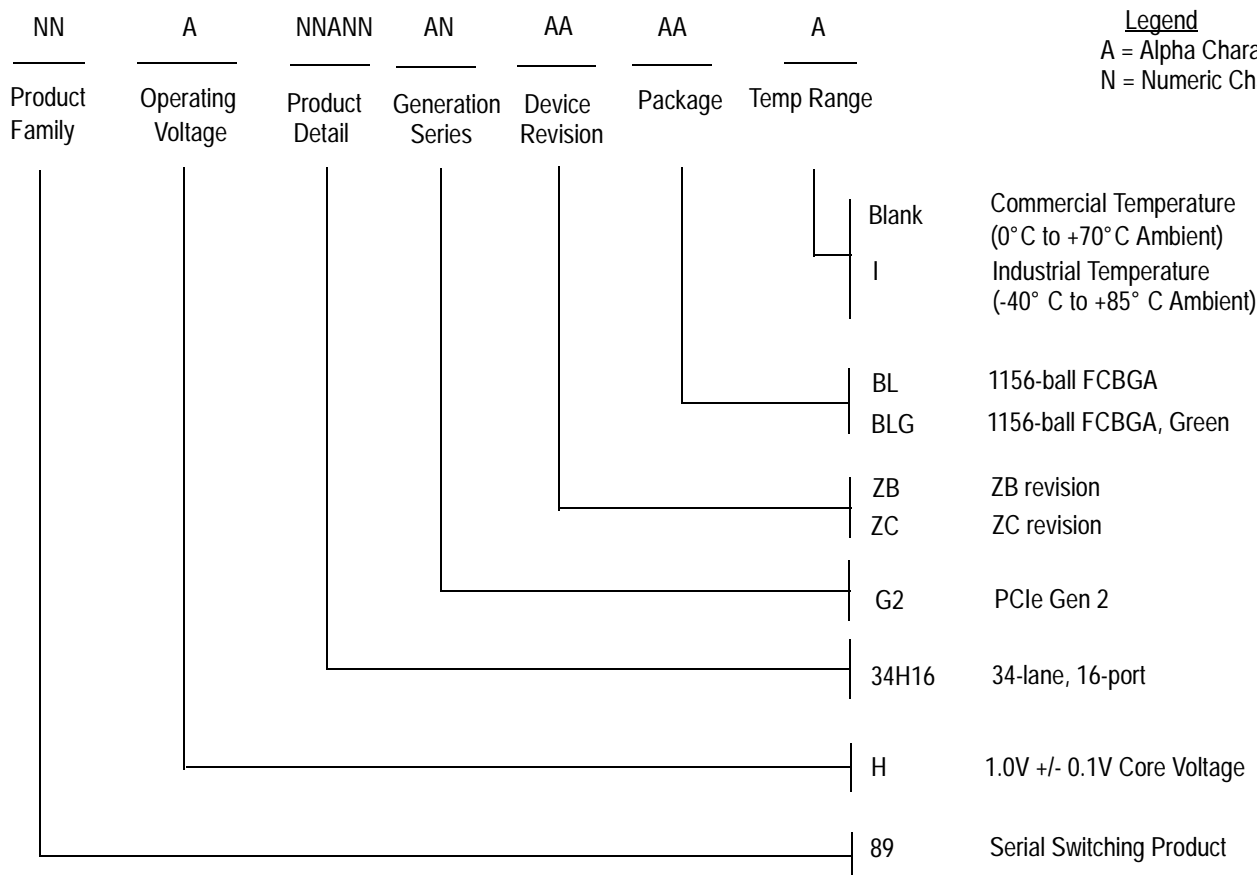 NN A NNANN AN AA AA A
Legend
A = Alpha
N = Numeric
Product Family
Operating Voltage
Product Detail
Generation Series
Device Revision
Package
Temp Range
Blank Commercial Temperature
(0°C to +70°C Ambient)
I Industrial Temperature
(-40° C to +85° C Ambient)
BL 1156-ball FCBGA
BLG 1156-ball FCBGA, Green
ZB ZB revision
ZC ZC revision
G2 PCIe Gen 2
34H16 34-lane, 16-port
H 1.0V +/- 0.1V Core Voltage
89 Serial Switching Product